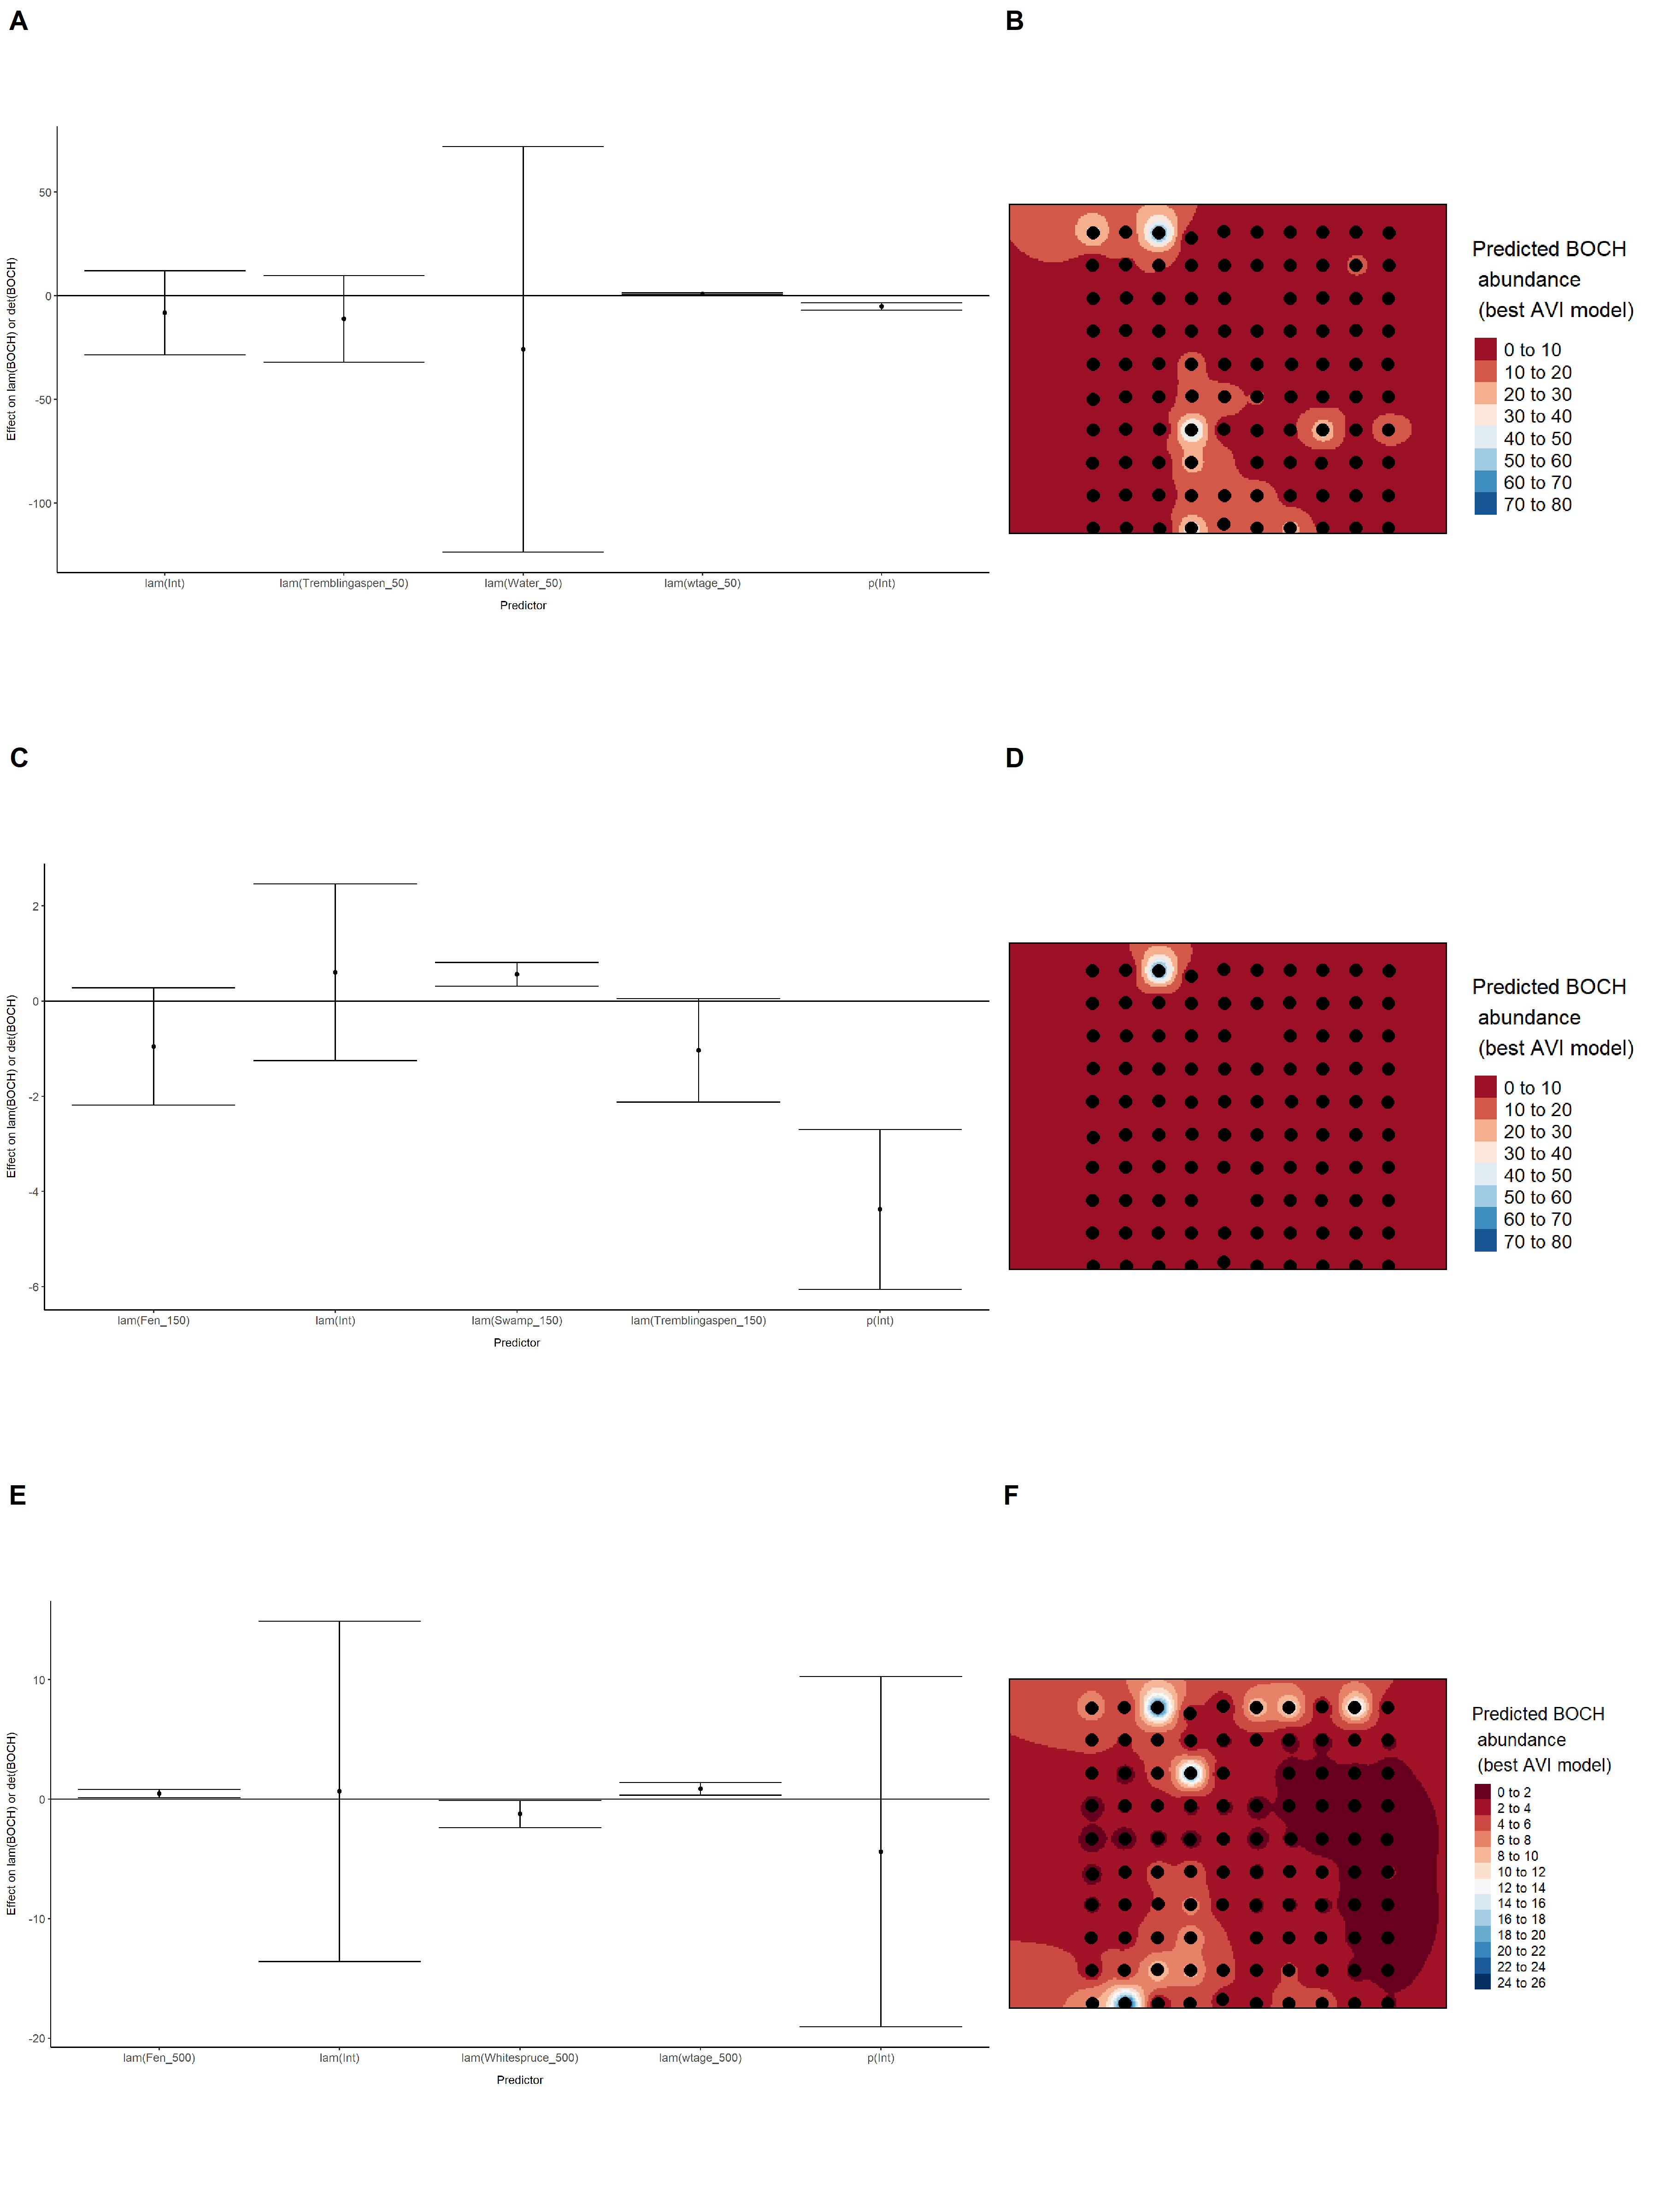 A
B
Effect on lam(BOCH) or det(BOCH)
50
0
-50
-100
lam(Int)
lam(Tremblingaspen_50)
lam(Water_50)
lam(wtage_50)
p(Int)
Predictor
Predicted BOCH
abundance
(best AVI model)
0 to 10
10 to 20
20 to 30
30 to 40
40 to 50
50 to 60
60 to 70
70 to 80
C
D
Effect on lam(BOCH) or det(BOCH)
2
0
-2
-4
-6
lam(Fen_150)
lam(Int)
lam(Swamp_150)
lam(Tremblingaspen_150)
p(Int)
Predictor
Predicted BOCH
abundance
(best AVI model)
0 to 10
10 to 20
20 to 30
30 to 40
40 to 50
50 to 60
60 to 70
70 to 80
E
F
Effect on lam(BOCH) or det(BOCH)
10
0
-10
-20
lam(Fen_500)
lam(Int)
lam(Whitespruce_500)
lam(wtage_500)
p(Int)
Predictor
Predicted BOCH
abundance
(best AVI model)
0 to 2
2 to 4
4 to 6
6 to 8
8 to 10
10 to 12
12 to 14
14 to 16
16 to 18
18 to 20
20 to 22
22 to 24
24 to 26